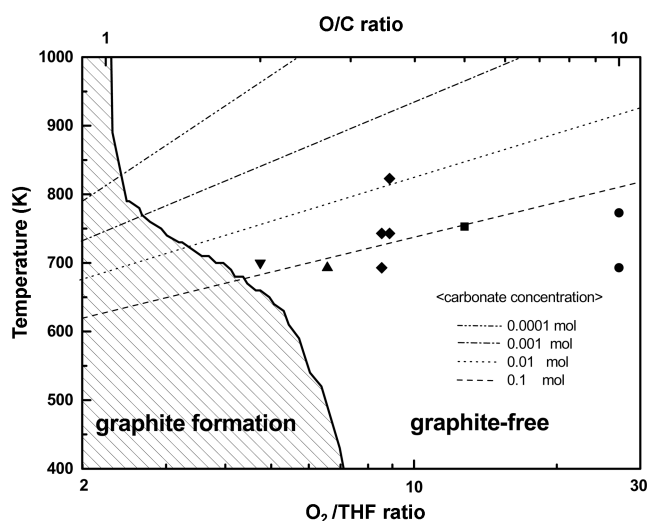 O/C ratio
1 10
1000
900
800
700
600
500
400
Temperature (K)
<carbonate concentration>
0.0001 mol
0.001 mol
0.01 mol
0.1 mol
graphite formation
graphite-free
2 10 30
O₂/THF ratio